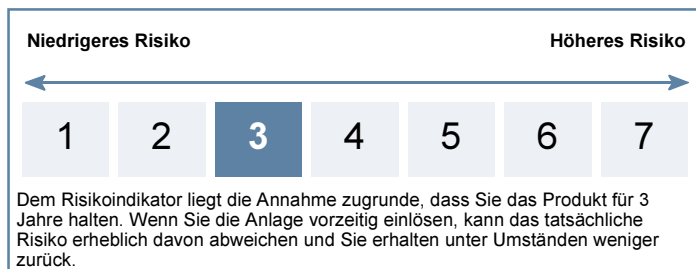 Niedrigeres Risiko Höheres Risiko
1 2 3 4 5 6 7
Dem Risikoindikator liegt die Annahme zugrunde, dass Sie das Produkt für 3
Jahre halten. Wenn Sie die Anlage vorzeitig einlösen, kann das tatsächliche
Risiko erheblich davon abweichen und Sie erhalten unter Umständen weniger
zurück.